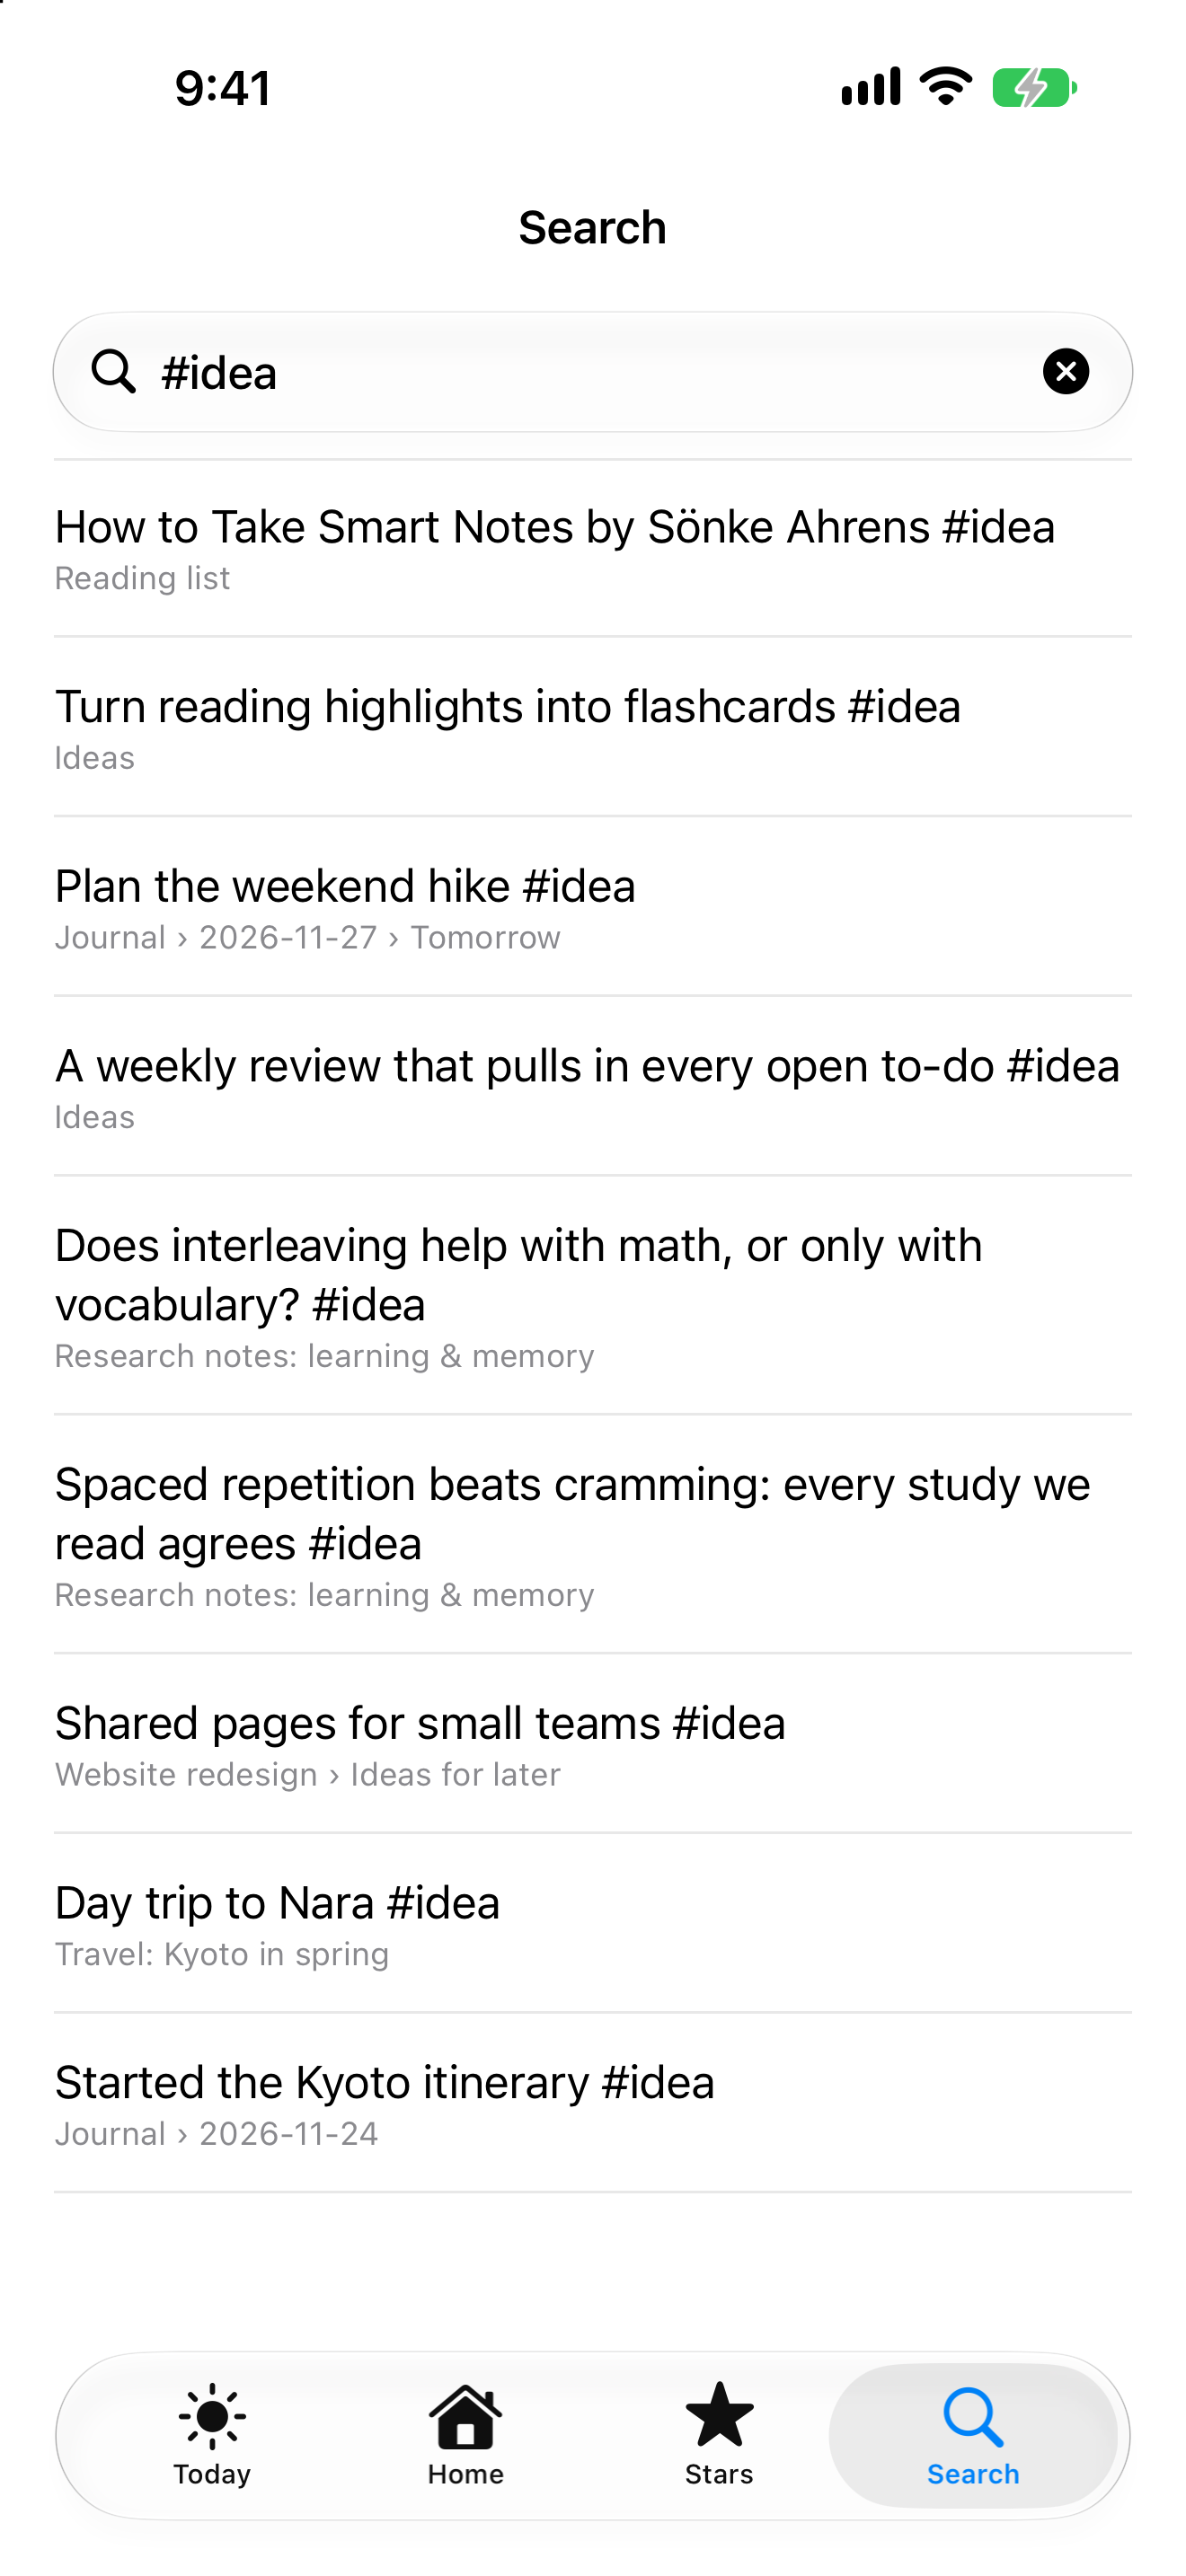 9:41
Search
#idea
How to Take Smart Notes by Sönke Ahrens #idea
Reading list
Turn reading highlights into flashcards #idea
Ideas
Plan the weekend hike #idea
Journal › 2026-11-27 › Tomorrow
A weekly review that pulls in every open to-do #idea
Ideas
Does interleaving help with math, or only with
vocabulary? #idea
Research notes: learning & memory
Spaced repetition beats cramming: every study we
read agrees #idea
Research notes: learning & memory
Shared pages for small teams #idea
Website redesign › Ideas for later
Day trip to Nara #idea
Travel: Kyoto in spring
Started the Kyoto itinerary #idea
Journal › 2026-11-24
Today
Home
Stars
Search